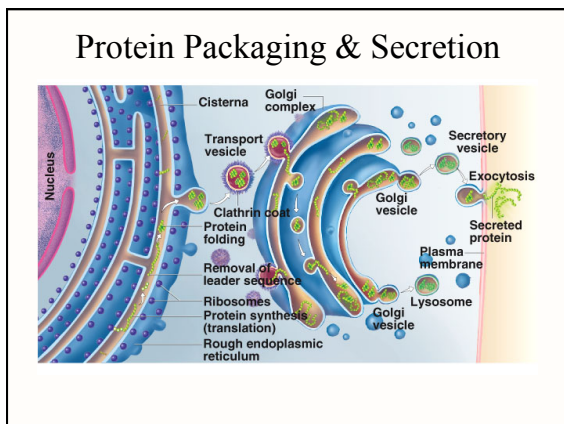 Protein Packaging & Secretion
Nucleus
Cisterna
Golgi
complex
Transport
vesicle
Clathrin coat
Protein
folding
Removal of
leader sequence
Ribosomes
Protein synthesis
(translation)
Rough endoplasmic
reticulum
Golgi
vesicle
Secretory
vesicle
Exocytosis
Secreted
protein
Plasma
membrane
Golgi
vesicle
Lysosome